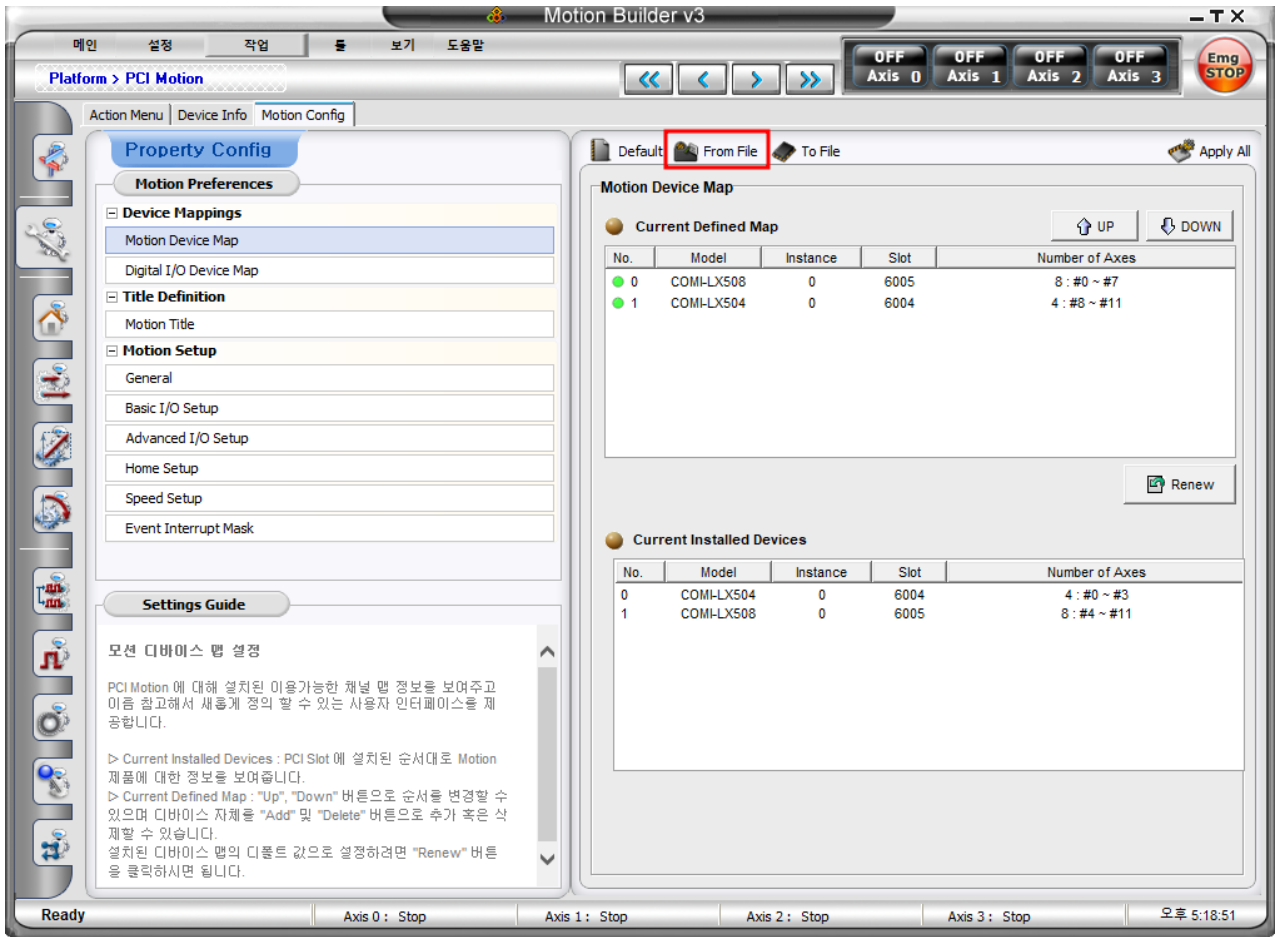 Motion Builder v3
메인 설정 작업 툴 보기 도움말
Platform > PCI Motion
OFF Axis 0
OFF Axis 1
OFF Axis 2
OFF Axis 3
Emg STOP
Action Menu Device Info Motion Config
Property Config
Motion Preferences
Device Mappings
Motion Device Map
Digital I/O Device Map
Title Definition
Motion Title
Motion Setup
General
Basic I/O Setup
Advanced I/O Setup
Home Setup
Speed Setup
Event Interrupt Mask
Settings Guide
모션 디바이스 맵 설정
PCI Motion 에 대해 설치된 이용가능한 채널 맵 정보를 보여주고
이를 참고해서 새롭게 정의 할 수 있는 사용자 인터페이스를 제
공합니다.
▷ Current Installed Devices : PCI Slot 에 설치된 순서대로 Motion
제품에 대한 정보를 보여줍니다.
▷ Current Defined Map : "Up", "Down" 버튼으로 순서를 변경할 수
있으며 디바이스 자체를 "Add" 및 "Delete" 버튼으로 추가 혹은 삭
제할 수 있습니다.
설치된 디바이스 맵의 디폴트 값으로 설정하려면 "Renew" 버튼
을 클릭하시면 됩니다.
Default From File To File Apply All
Motion Device Map
Current Defined Map UP DOWN
No. Model Instance Slot Number of Axes
0 COMI-LX508 0 6005 8 : #0 ~ #7
1 COMI-LX504 0 6004 4 : #8 ~ #11
Renew
Current Installed Devices
No. Model Instance Slot Number of Axes
0 COMI-LX504 0 6004 4 : #0 ~ #3
1 COMI-LX508 0 6005 8 : #4 ~ #11
Ready Axis 0 : Stop Axis 1 : Stop Axis 2 : Stop Axis 3 : Stop 오후 5:18:51